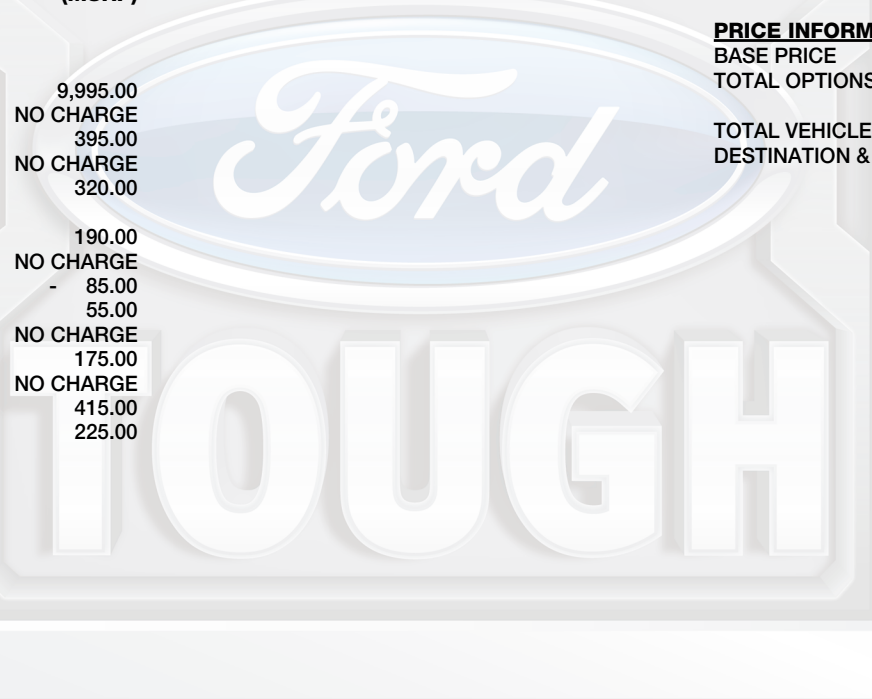 9,995.00
NO CHARGE
395.00
NO CHARGE
320.00
190.00
NO CHARGE
- 85.00
55.00
NO CHARGE
175.00
NO CHARGE
415.00
225.00
PRICE INFORM
BASE PRICE
TOTAL OPTIONS
TOTAL VEHICLE
DESTINATION &
Ford
TOUGH